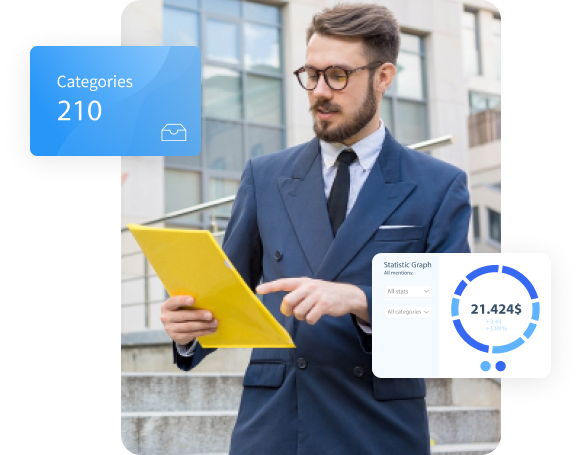 Categories
210
Statistic Graph
All mentions:
All stats
All categories
21.424$